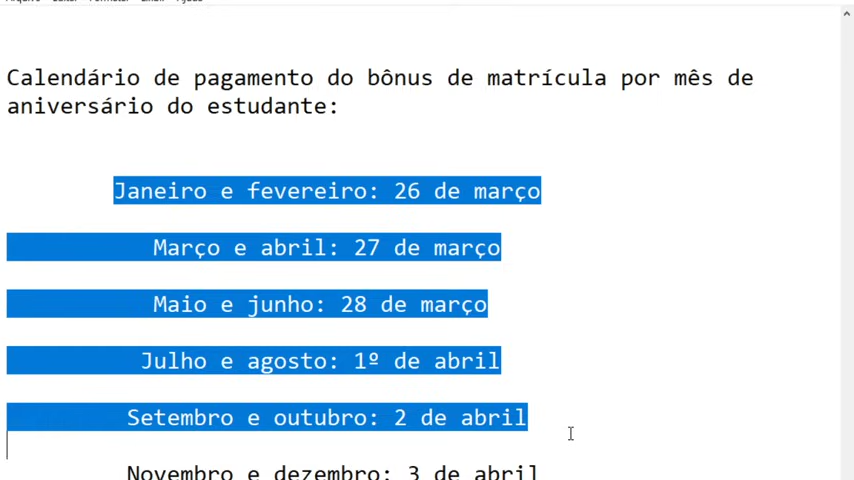 Calendário de pagamento do bônus de matrícula por mês de
aniversário do estudante:
Janeiro e fevereiro: 26 de março
Março e abril: 27 de março
Maio e junho: 28 de março
Julho e agosto: 1º de abril
Setembro e outubro: 2 de abril
Novembro e dezembro: 3 de abril